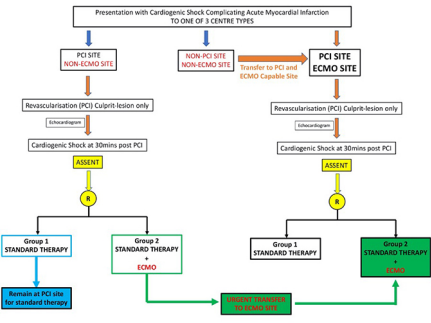 Presentation with Cardiogenic Shock Complicating Acute Myocardial Infarction
TO ONE OF 3 CENTRE TYPES
PCI SITE
NON-ECMO SITE
NON-PCI SITE
NON-ECMO SITE
Transfer to PCI and
ECMO Capable Site
PCI SITE
ECMO SITE
Revascularisation (PCI) Culprit-lesion only
Revascularisation (PCI) Culprit-lesion only
Echocardiogram
Echocardiogram
Cardiogenic Shock at 30mins post PCI
Cardiogenic Shock at 30mins post PCI
ASSENT
ASSENT
R
R
Group 1
STANDARD THERAPY
Group 2
STANDARD THERAPY
+
ECMO
Group 1
STANDARD THERAPY
Group 2
STANDARD THERAPY
+
ECMO
Remain at PCI site
for standard therapy
URGENT TRANSFER
TO ECMO SITE